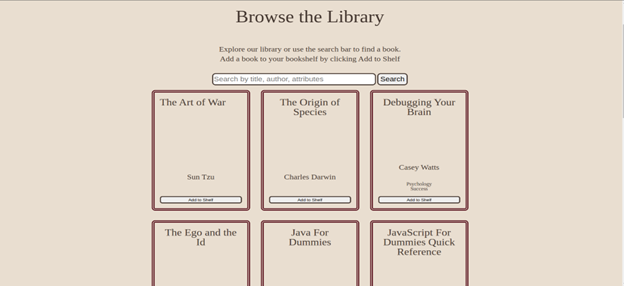 Browse the Library
Explore our library or use the search bar to find a book.
Add a book to your bookshelf by clicking Add to Shelf
Search by title, author, attributes
Search
The Art of War
Sun Tzu
Add to Shelf
The Origin of
Species
Charles Darwin
Add to Shelf
Debugging Your
Brain
Casey Watts
Psychology
Success
Add to Shelf
The Ego and the
Id
Java For
Dummies
JavaScript For
Dummies Quick
Reference